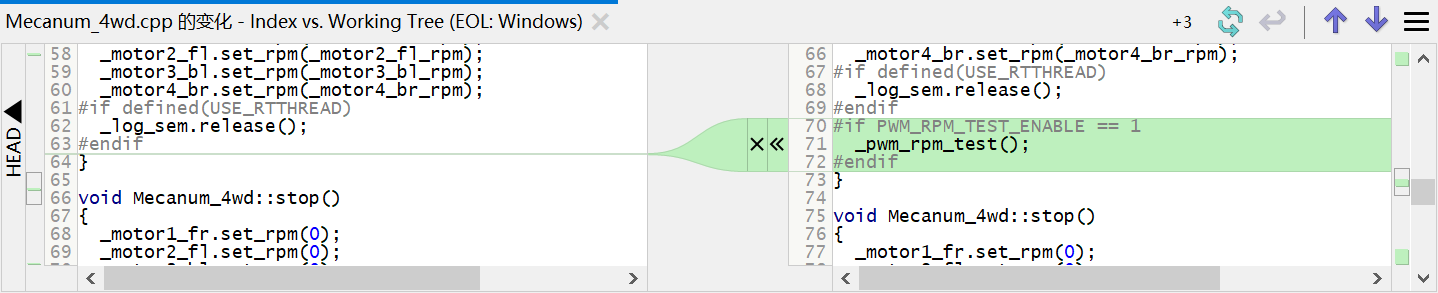 Mecanum_4wd.cpp 的变化 - Index vs. Working Tree (EOL: Windows)
+3
HEAD
58 _motor2_fl.set_rpm(_motor2_fl_rpm);
59 _motor3_bl.set_rpm(_motor3_bl_rpm);
60 _motor4_br.set_rpm(_motor4_br_rpm);
61 #if defined(USE_RTTHREAD)
62 _log_sem.release();
63 #endif
64 }
65
66 void Mecanum_4wd::stop()
67 {
68 _motor1_fr.set_rpm(0);
69 _motor2_fl.set_rpm(0);
66 _motor4_br.set_rpm(_motor4_br_rpm);
67 #if defined(USE_RTTHREAD)
68 _log_sem.release();
69 #endif
70 #if PWM_RPM_TEST_ENABLE == 1
71 _pwm_rpm_test();
72 #endif
73 }
74
75 void Mecanum_4wd::stop()
76 {
77 _motor1_fr.set_rpm(0);